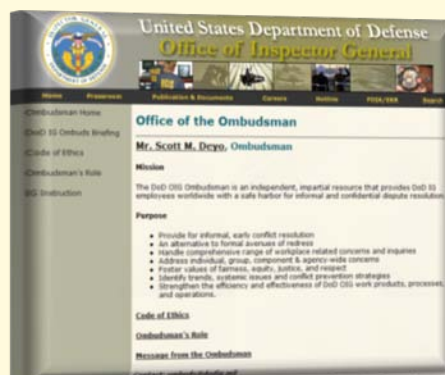 United States Department of Defense
Office of Inspector General
Home Pressroom Publication & Documents Careers Hotline FOIA/ERR Search
Ombudsman Home
DoD IG Ombuds Briefing
Code of Ethics
Ombudsman's Role
IG Instruction
Office of the Ombudsman
Mr. Scott M. Deyo, Ombudsman
Mission
The DoD OIG Ombudsman is an independent, impartial resource that provides DoD IG
employees worldwide with a safe harbor for informal and confidential dispute resolution.
Purpose
• Provide for informal, early conflict resolution
• An alternative to formal avenues of redress
• Handle comprehensive range of workplace related concerns and inquiries
• Address individual, group, component & agency-wide concerns
• Foster values of fairness, equity, justice, and respect
• Identify trends, systemic issues and conflict prevention strategies
• Strengthen the efficiency and effectiveness of DoD OIG work products, processes,
and operations.
Code of Ethics
Ombudsman's Role
Message from the Ombudsman